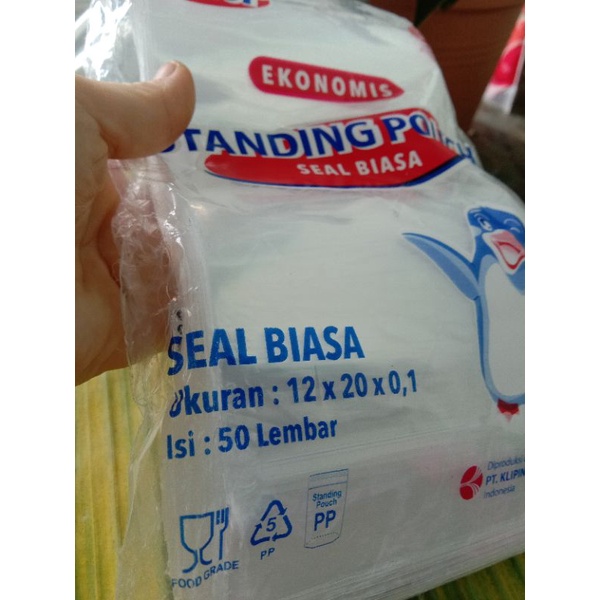 EKONOMIS
STANDING POUCH
SEAL BIASA
SEAL BIASA
Ukuran : 12 x 20 x 0,1
Isi : 50 Lembar
Diproduksi
PT. KLIPIN
Indonesia
Standing
Pouch
PP
5
PP
FOOD GRADE